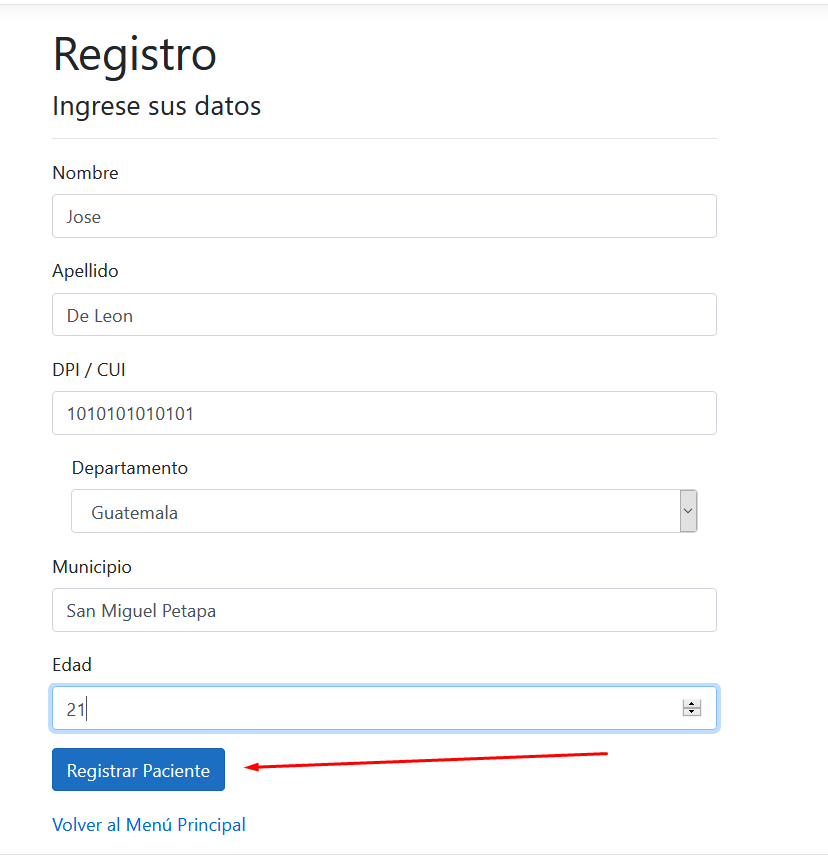 Registro
Ingrese sus datos
Nombre
Jose
Apellido
De Leon
DPI / CUI
1010101010101
Departamento
Guatemala
Municipio
San Miguel Petapa
Edad
21
Registrar Paciente
Volver al Menú Principal